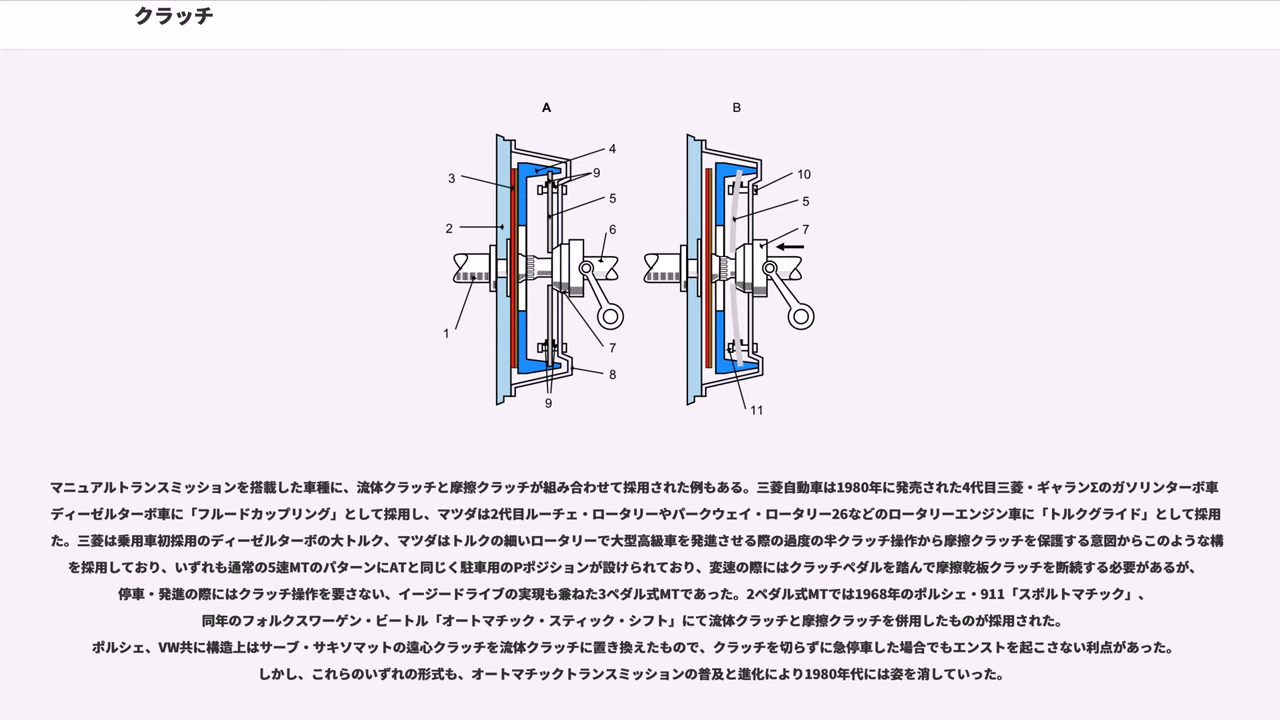 クラッチ
A
B
4
3
9
10
5
5
2
6
7
1
7
8
9
11
マニュアルトランスミッションを搭載した車種に、流体クラッチと摩擦クラッチが組み合わせて採用された例もある。三菱自動車は1980年に発売された4代目三菱・ギャランΣのガソリンターボ車
ディーゼルターボ車に「フルードカップリング」として採用し、マツダは2代目ルーチェ・ロータリーやパークウェイ・ロータリー26などのロータリーエンジン車に「トルクグライド」として採用
た。三菱は乗用車初採用のディーゼルターボの大トルク、マツダはトルクの細いロータリーで大型高級車を発進させる際の過度の半クラッチ操作から摩擦クラッチを保護する意図からこのような構
を採用しており、いずれも通常の5速MTのパターンにATと同じく駐車用のPポジションが設けられており、変速の際にはクラッチペダルを踏んで摩擦乾板クラッチを断続する必要があるが、
停車・発進の際にはクラッチ操作を要さない、イージードライブの実現も兼ねた3ペダル式MTであった。2ペダル式MTでは1968年のポルシェ・911「スポルトマチック」、
同年のフォルクスワーゲン・ビートル「オートマチック・スティック・シフト」にて流体クラッチと摩擦クラッチを併用したものが採用された。
ポルシェ、VW共に構造上はサーブ・サキソマットの遠心クラッチを流体クラッチに置き換えたもので、クラッチを切らずに急停車した場合でもエンストを起こさない利点があった。
しかし、これらのいずれの形式も、オートマチックトランスミッションの普及と進化により1980年代には姿を消していった。